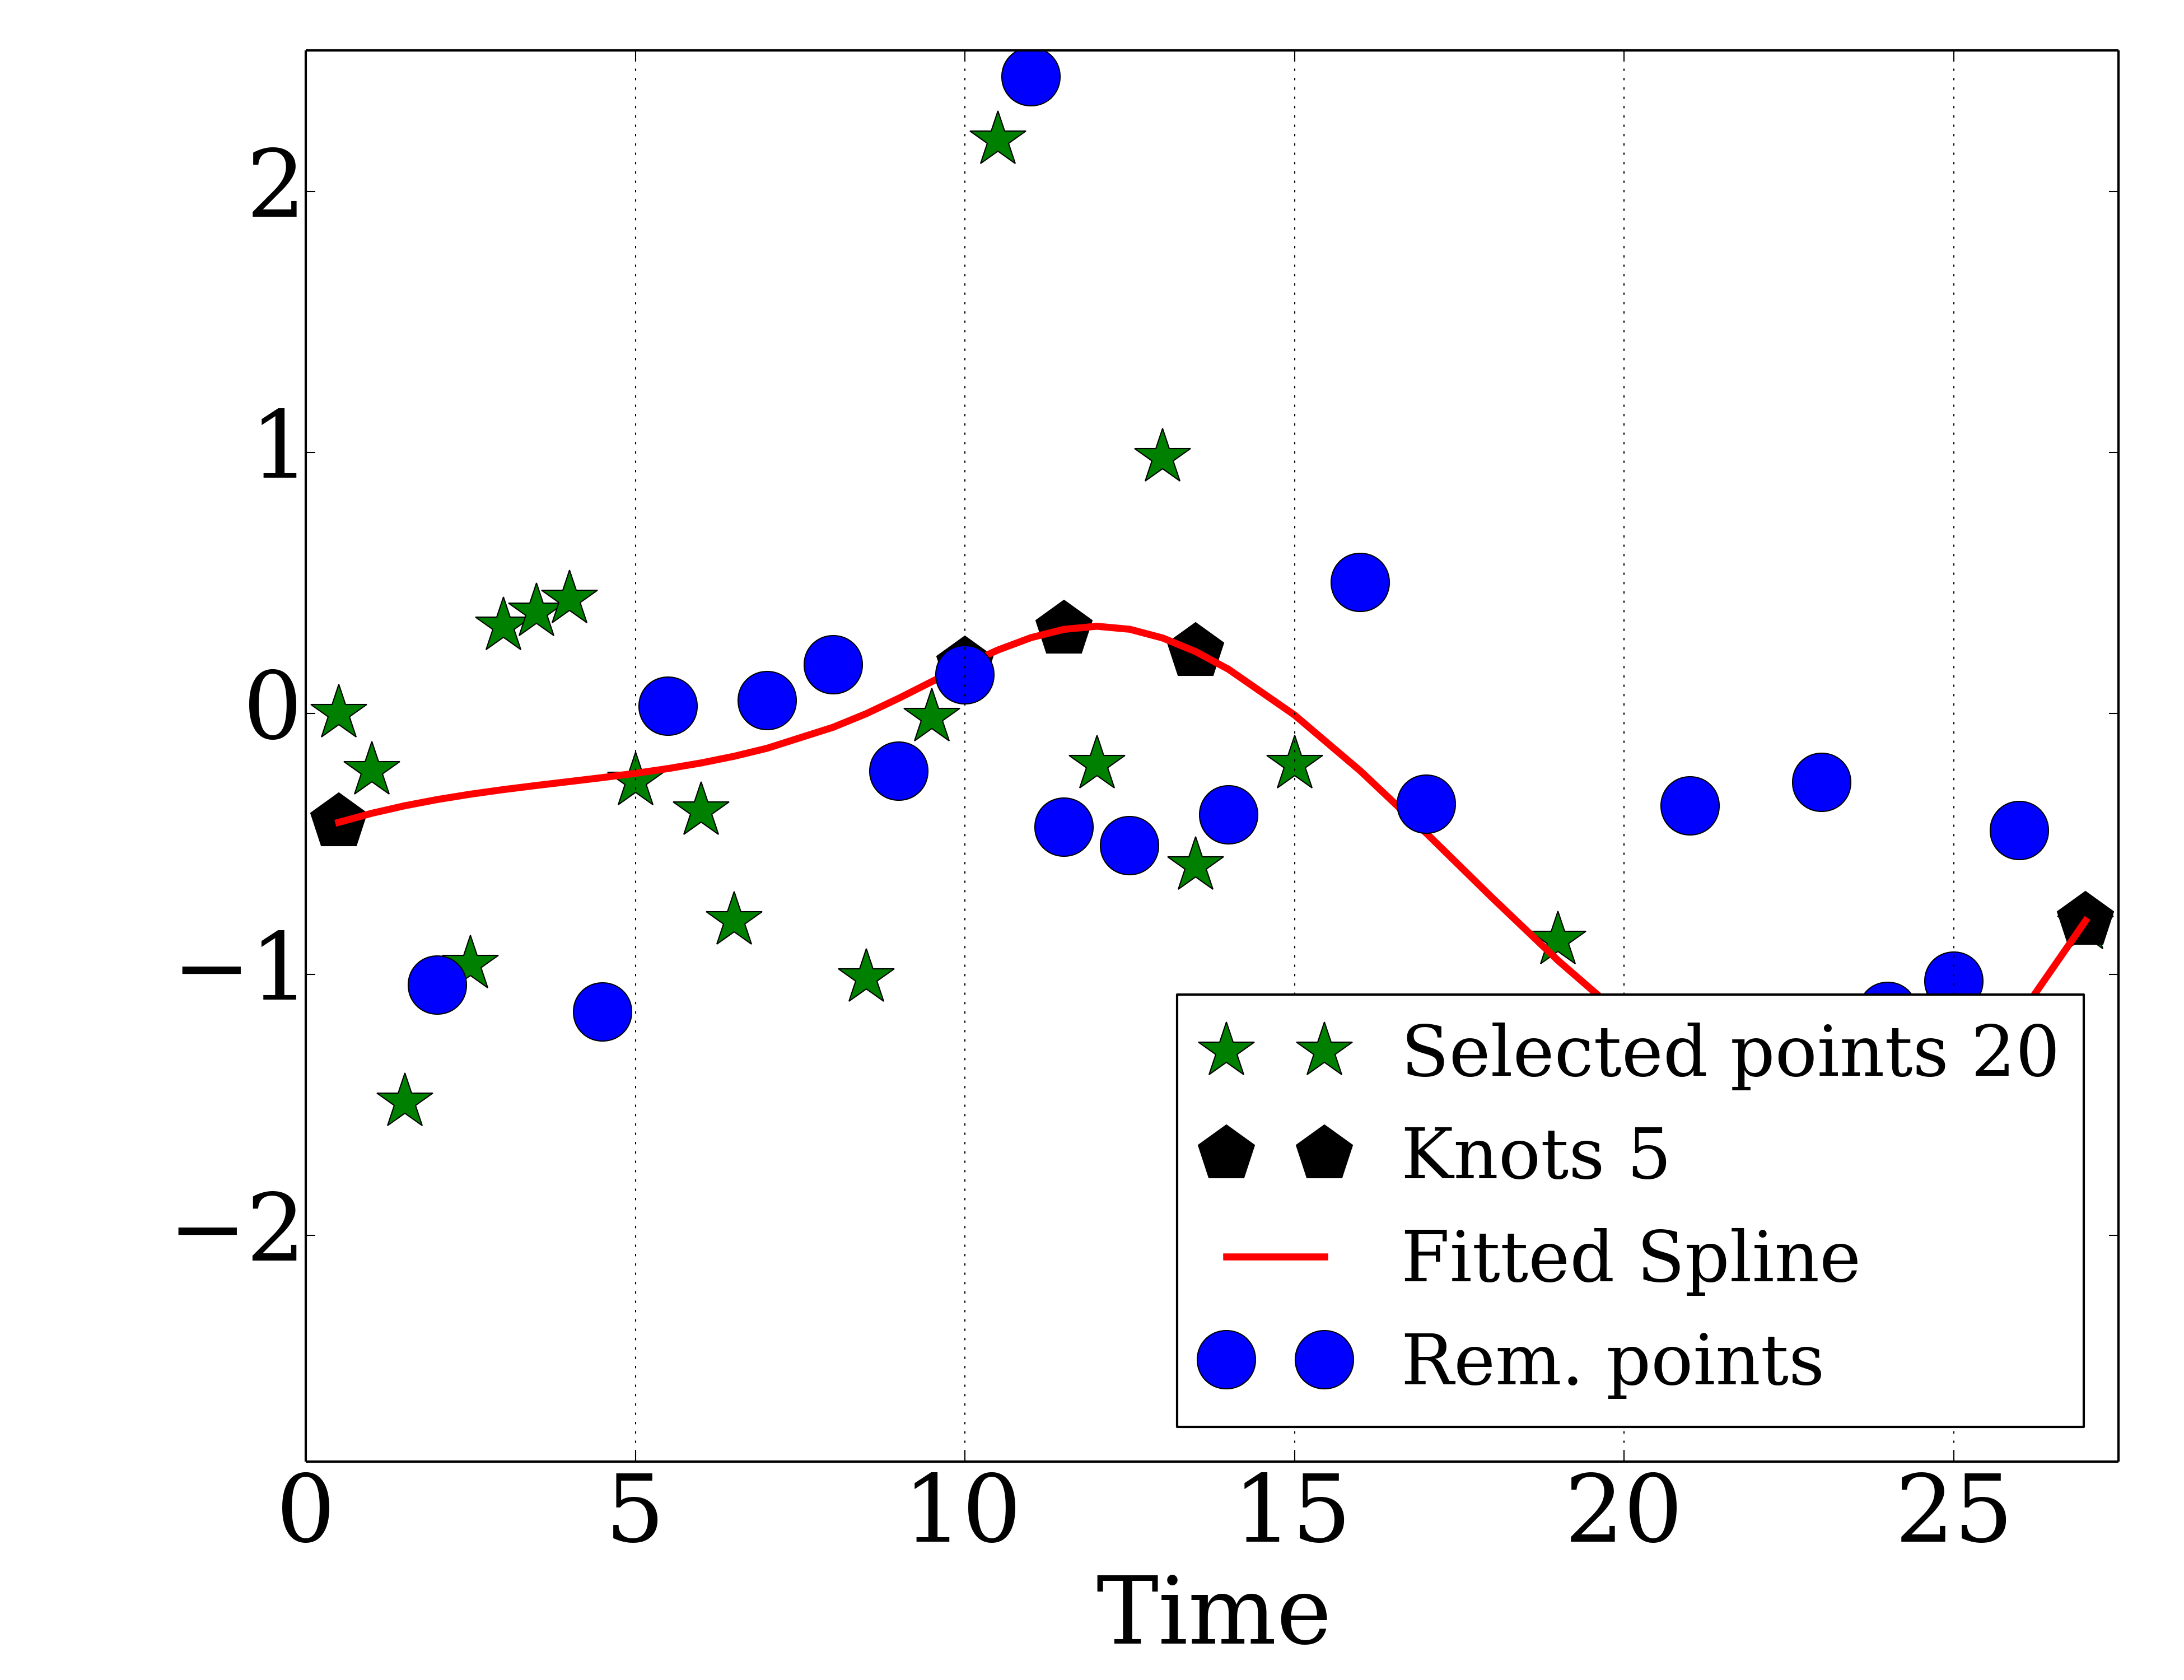 2
1
0
−1
−2
0 5 10 15 20 25
Time
Selected points 20
Knots 5
Fitted Spline
Rem. points